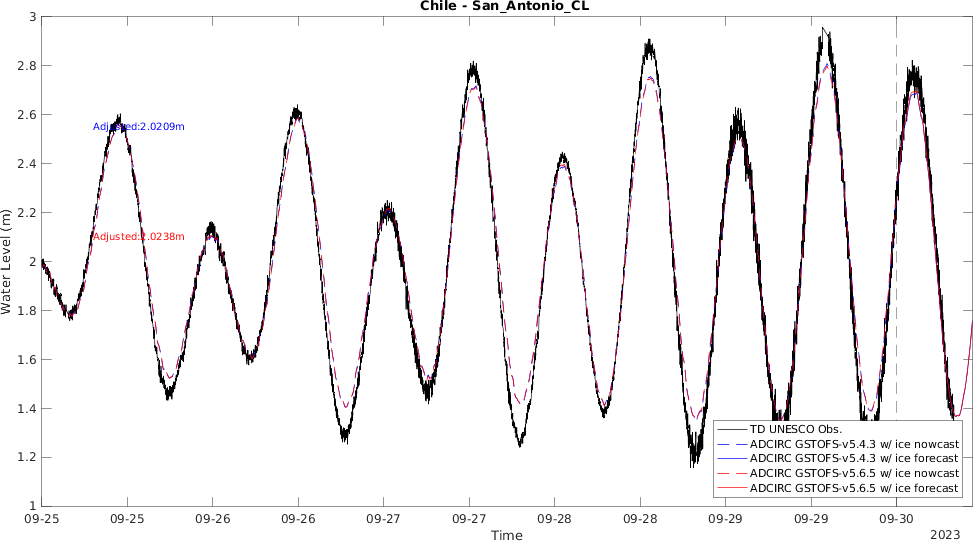 Chile - San_Antonio_CL
3
2.8
2.6
2.4
2.2
2
1.8
1.6
1.4
1.2
1
Water Level (m)
Adjusted:2.0209m
Adjusted:2.0238m
TD UNESCO Obs.
ADCIRC GSTOFS-v5.4.3 w/ ice nowcast
ADCIRC GSTOFS-v5.4.3 w/ ice forecast
ADCIRC GSTOFS-v5.6.5 w/ ice nowcast
ADCIRC GSTOFS-v5.6.5 w/ ice forecast
09-25 09-25 09-26 09-26 09-27 09-27 09-28 09-28 09-29 09-29 09-30
Time
2023